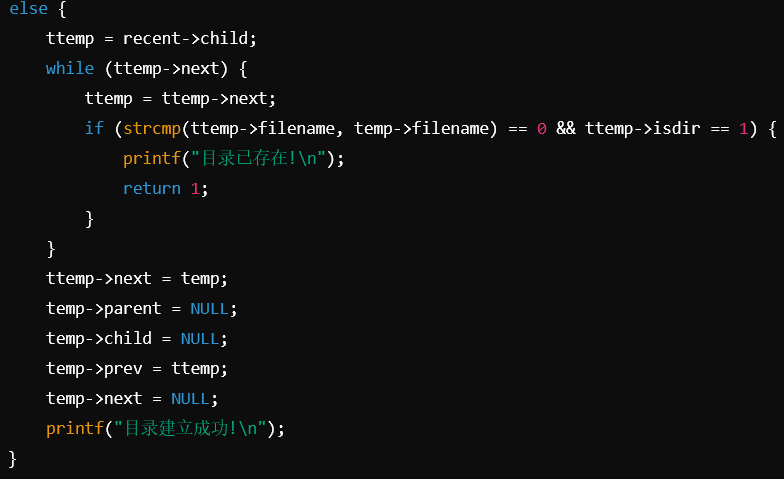 else {
    ttemp = recent->child;
    while (ttemp->next) {
        ttemp = ttemp->next;
        if (strcmp(ttemp->filename, temp->filename) == 0 && ttemp->isdir == 1) {
            printf("目录已存在!\n");
            return 1;
        }
    }
    ttemp->next = temp;
    temp->parent = NULL;
    temp->child = NULL;
    temp->prev = ttemp;
    temp->next = NULL;
    printf("目录建立成功!\n");
}